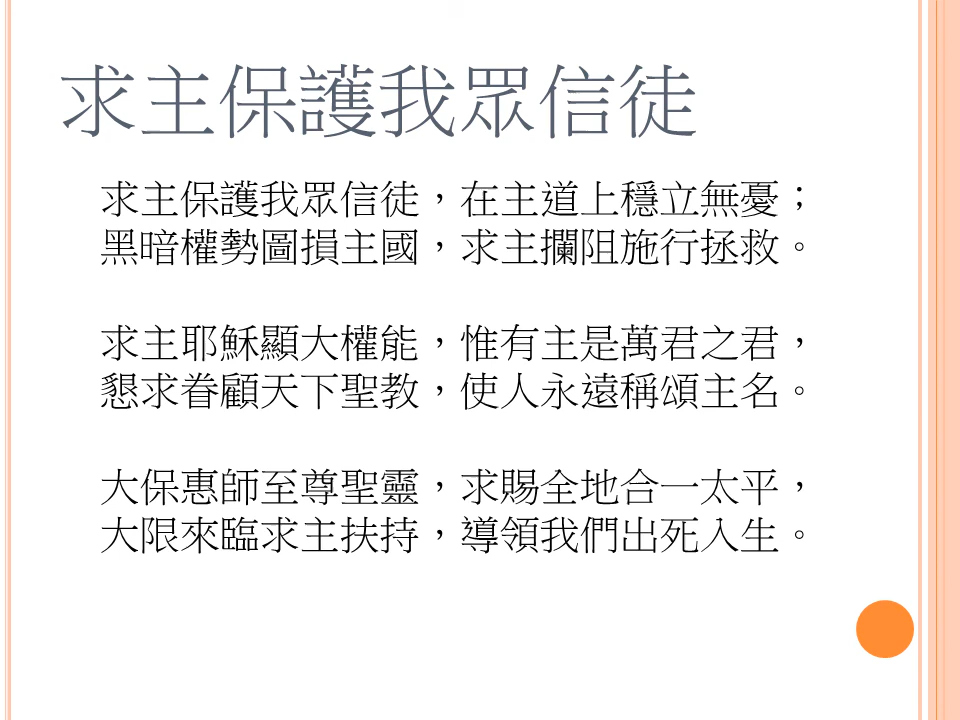 求主保護我眾信徒
求主保護我眾信徒，在主道上穩立無憂；
黑暗權勢圖損主國，求主攔阻施行拯救。
求主耶穌顯大權能，惟有主是萬君之君，
懇求眷顧天下聖教，使人永遠稱頌主名。
大保惠師至尊聖靈，求賜全地合一太平，
大限來臨求主扶持，導領我們出死入生。